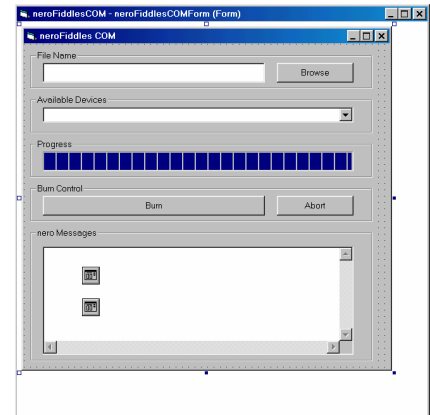 neroFiddlesCOM - neroFiddlesCOMForm (Form)
neroFiddles COM
File Name
Browse
Available Devices
Progress
Burn Control
Burn
Abort
nero Messages